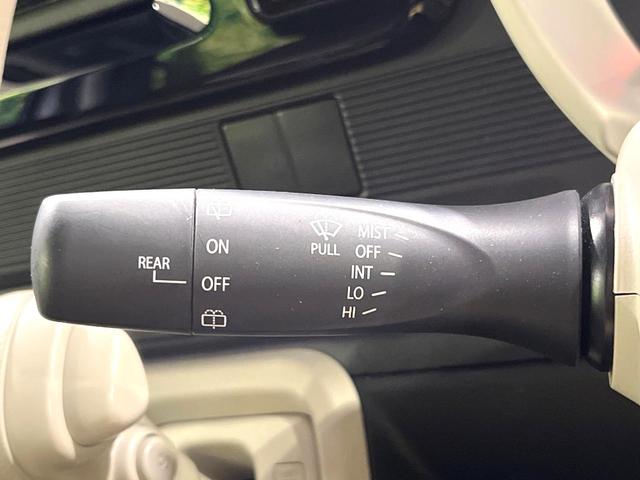 REAR
ON
OFF
PULL
MIST
OFF
INT
LO
HI